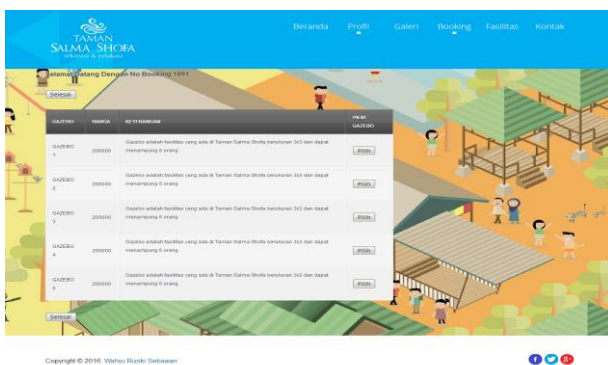 TAMAN
SALMA SHOFA
rekreasi & edukasi
Beranda Profil Galeri Booking Fasilitas Kontak
Selamat Datang Dengan No Booking 1891
Selesai
GAZEBO HARGA KETERANGAN PILIH GAZEBO
GAZEBO 1 200000 Gazebo adalah fasilitas yang ada di Taman Salma Shofa berukuran 3x3 dan dapat menampung 6 orang Pilih
GAZEBO 2 200000 Gazebo adalah fasilitas yang ada di Taman Salma Shofa berukuran 3x3 dan dapat menampung 6 orang Pilih
GAZEBO 3 200000 Gazebo adalah fasilitas yang ada di Taman Salma Shofa berukuran 3x3 dan dapat menampung 6 orang Pilih
GAZEBO 4 200000 Gazebo adalah fasilitas yang ada di Taman Salma Shofa berukuran 3x3 dan dapat menampung 6 orang Pilih
GAZEBO 200000 Gazebo adalah fasilitas yang ada di Taman Salma Shofa berukuran 3x3 dan dapat menampung 6 orang Pilih
Selesai
Copyright © 2016 Wahyu Rizski Setiawan